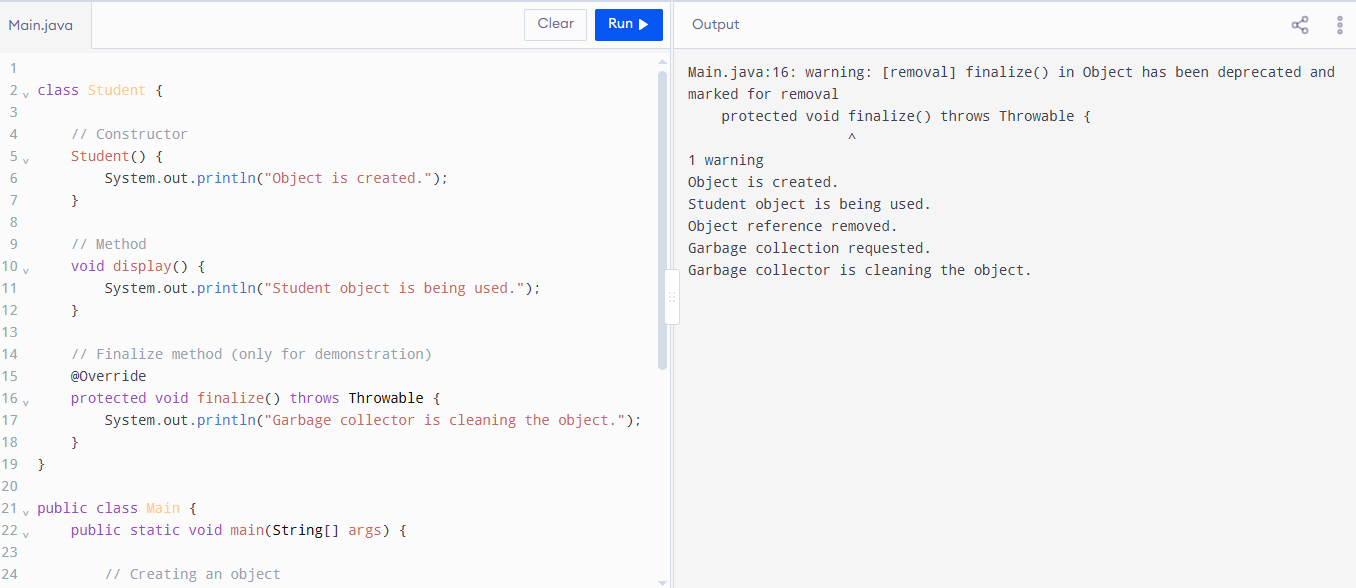 Main.java
Clear
Run
Output
1
2 class Student {
3
4 // Constructor
5 Student() {
6 System.out.println("Object is created.");
7 }
8
9 // Method
10 void display() {
11 System.out.println("Student object is being used.");
12 }
13
14 // Finalize method (only for demonstration)
15 @Override
16 protected void finalize() throws Throwable {
17 System.out.println("Garbage collector is cleaning the object.");
18 }
19 }
20
21 public class Main {
22 public static void main(String[] args) {
23
24 // Creating an object
Main.java:16: warning: [removal] finalize() in Object has been deprecated and
marked for removal
protected void finalize() throws Throwable {
^
1 warning
Object is created.
Student object is being used.
Object reference removed.
Garbage collection requested.
Garbage collector is cleaning the object.